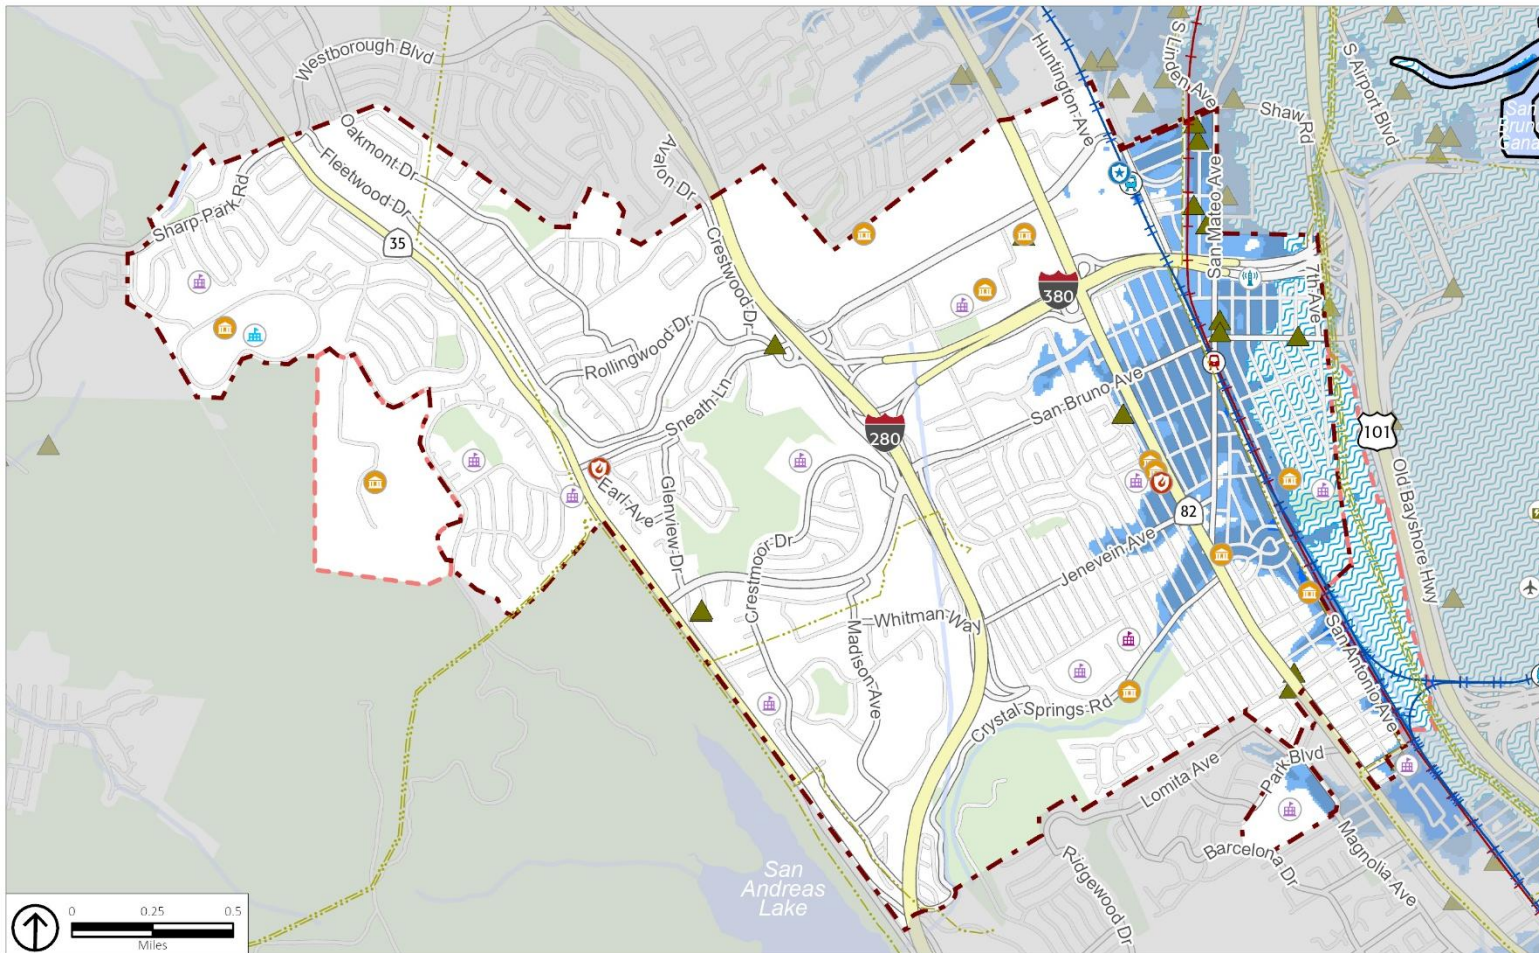 Westborough Blvd
Huntington Ave
S Linden Ave
S Airport Blvd
Shaw Rd
San
Bruno
Canal
Oakmont Dr
Fleetwood Dr
Avalon Dr
Sharp Park Rd
35
Crestwood Dr
San Mateo Ave
380
7th Ave
Rollingwood Dr
Sneath Ln
San Bruno Ave
280
101
Earl Ave
Glenview Dr
82
Old Bayshore Hwy
Crestmoor Dr
Jenevein Ave
Whitman Way
Madison Ave
San Antonio Ave
Crystal Springs Rd
Lomita Ave
Park Blvd
Magnolia Ave
Barcelona Dr
Ridgewood Dr
San
Andreas
Lake
0 0.25 0.5
Miles